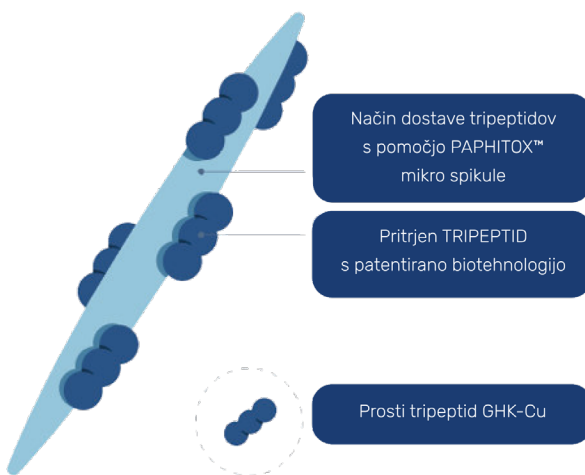 Način dostave tripeptidov
s pomočjo PAPHITOX™
mikro spikule
Pritrjen TRIPEPTID
s patentirano biotehnologijo
Prosti tripeptid GHK-Cu